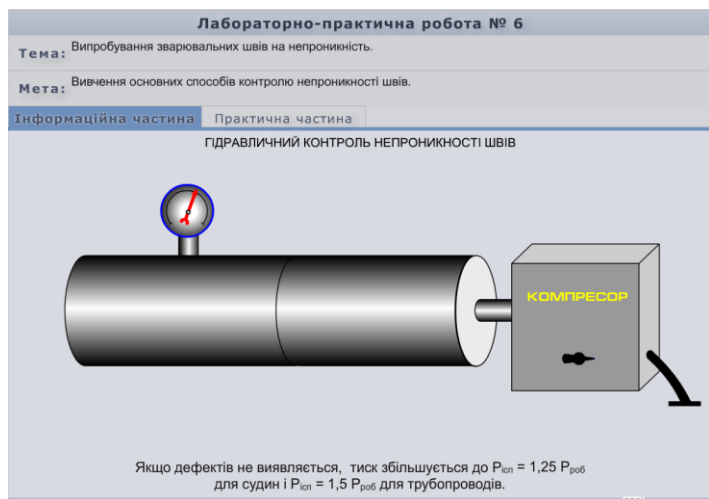 Лабораторно-практична робота № 6
Тема: Випробування зварювальних швів на непроникність.
Мета: Вивчення основних способів контролю непроникності швів.
Інформаційна частина Практична частина
ГІДРАВЛИЧНИЙ КОНТРОЛЬ НЕПРОНИКНОСТІ ШВІВ
КОМПРЕСОР
Якщо дефектів не виявляється, тиск збільшується до Pісп = 1,25 Pроб
для судин і Pісп = 1,5 Pроб для трубопроводів.